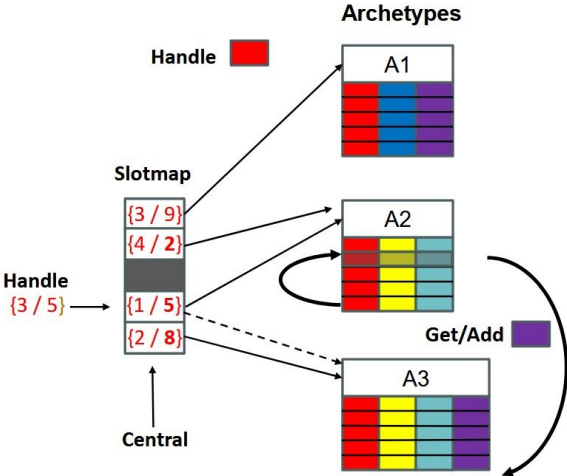 Archetypes
Handle
A1
Slotmap
{3 / 9}
{4 / 2}
A2
Handle
{3 / 5}
{1 / 5}
{2 / 8}
Get/Add
A3
Central